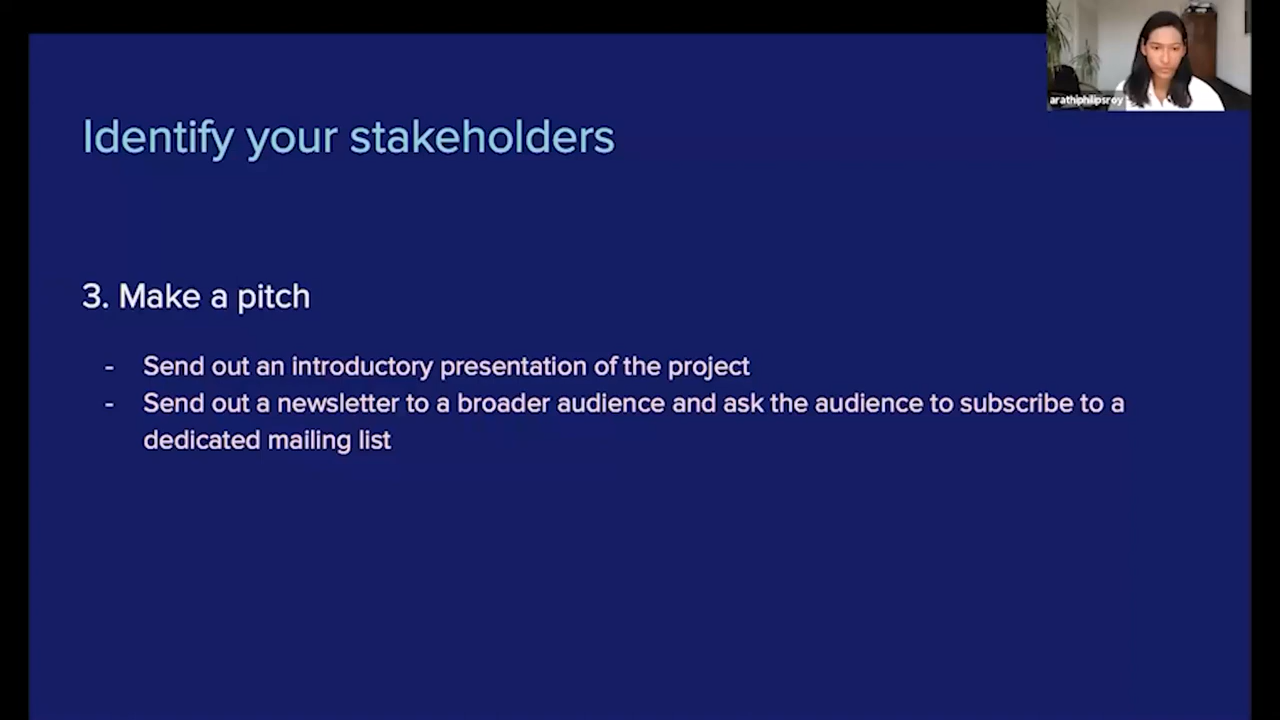 arathiphilipsroy
Identify your stakeholders
3. Make a pitch
- Send out an introductory presentation of the project
- Send out a newsletter to a broader audience and ask the audience to subscribe to a
dedicated mailing list